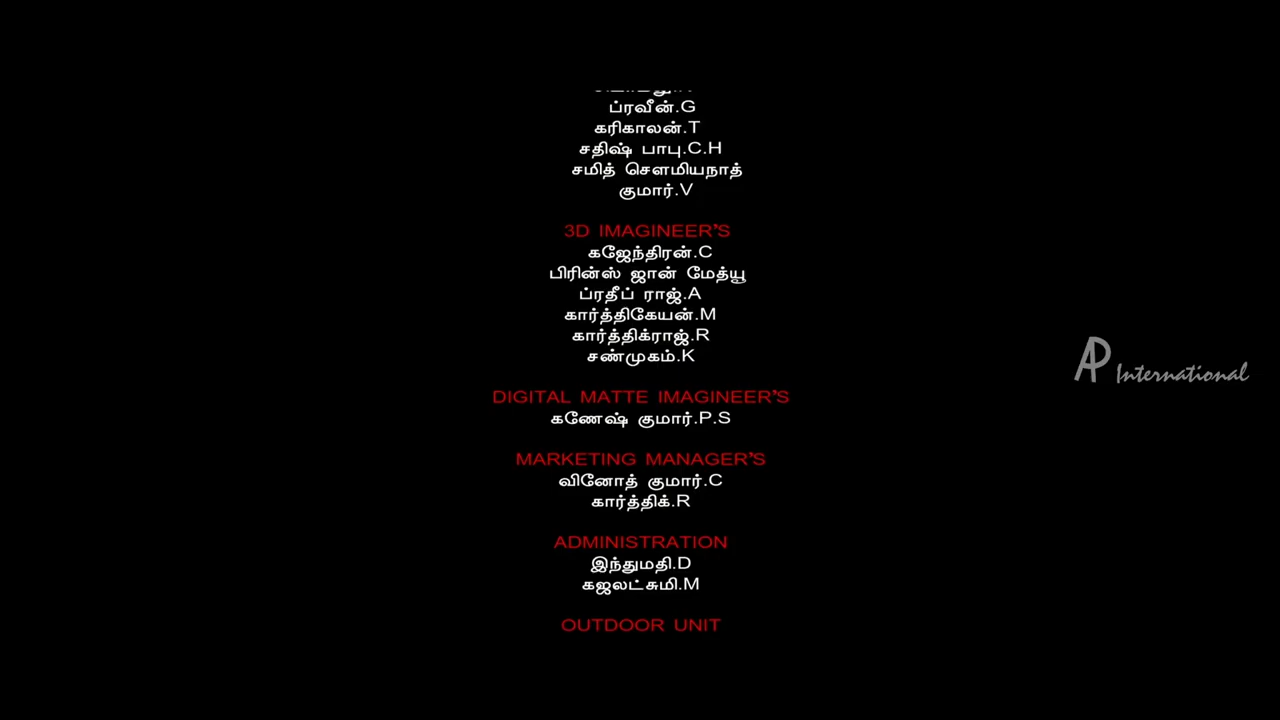 ப்ரவீன்.G
கரிகாலன்.T
சதிஷ் பாபு.C.H
சமித் சௌமியநாத்
குமார்.V
3D IMAGINEER'S
கஜேந்திரன்.C
பிரின்ஸ் ஜான் மேத்யூ
ப்ரதீப் ராஜ்.A
கார்த்திகேயன்.M
கார்த்திக்ராஜ்.R
சண்முகம்.K
DIGITAL MATTE IMAGINEER'S
கணேஷ் குமார்.P.S
MARKETING MANAGER'S
வினோத் குமார்.C
கார்த்திக்.R
ADMINISTRATION
இந்துமதி.D
கஜலட்சுமி.M
OUTDOOR UNIT
AP International